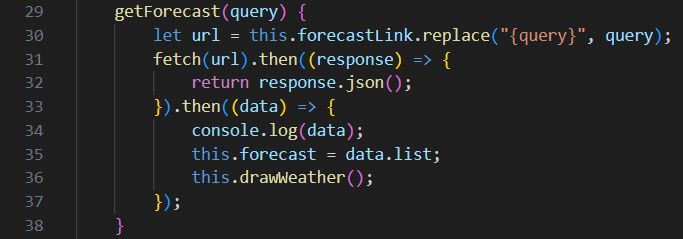 29 getForecast(query) {
30 let url = this.forecastLink.replace("{query}", query);
31 fetch(url).then((response) => {
32 return response.json();
33 }).then((data) => {
34 console.log(data);
35 this.forecast = data.list;
36 this.drawWeather();
37 });
38 }